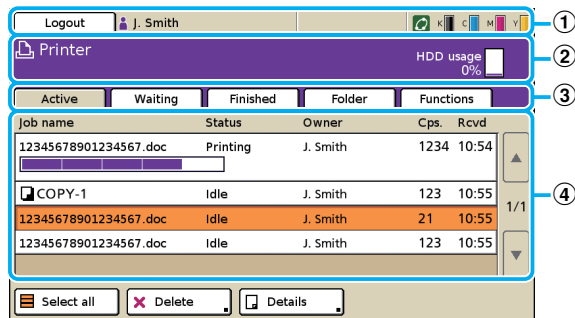 Logout J. Smith K C M Y 1
Printer HDD usage 2
0%
Active Waiting Finished Folder Functions 3
Job name Status Owner Cps. Rcvd
12345678901234567.doc Printing J. Smith 1234 10:54
COPY-1 Idle J. Smith 123 10:55 1/1 4
12345678901234567.doc Idle J. Smith 21 10:55
12345678901234567.doc Idle J. Smith 123 10:55
Select all Delete Details